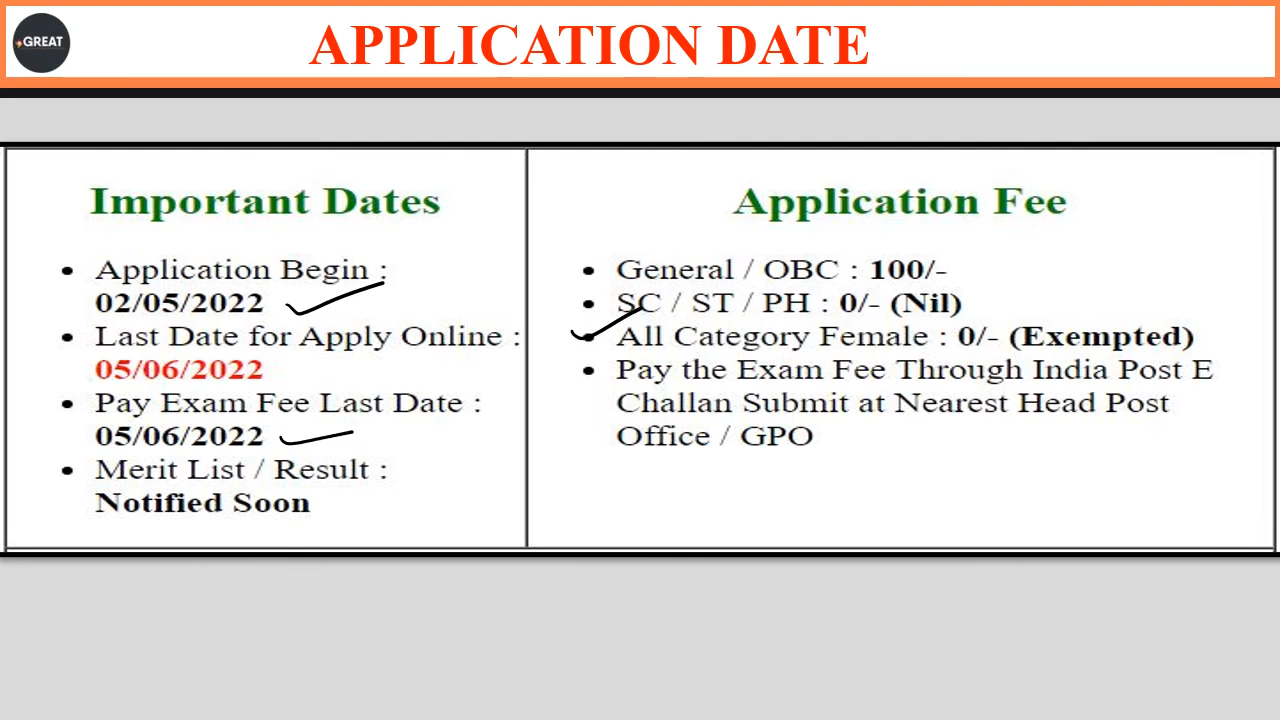 GREAT
APPLICATION DATE
Important Dates
• Application Begin :
02/05/2022
• Last Date for Apply Online :
05/06/2022
• Pay Exam Fee Last Date :
05/06/2022
• Merit List / Result :
Notified Soon
Application Fee
• General / OBC : 100/-
• SC / ST / PH : 0/- (Nil)
• All Category Female : 0/- (Exempted)
• Pay the Exam Fee Through India Post E
Challan Submit at Nearest Head Post
Office / GPO